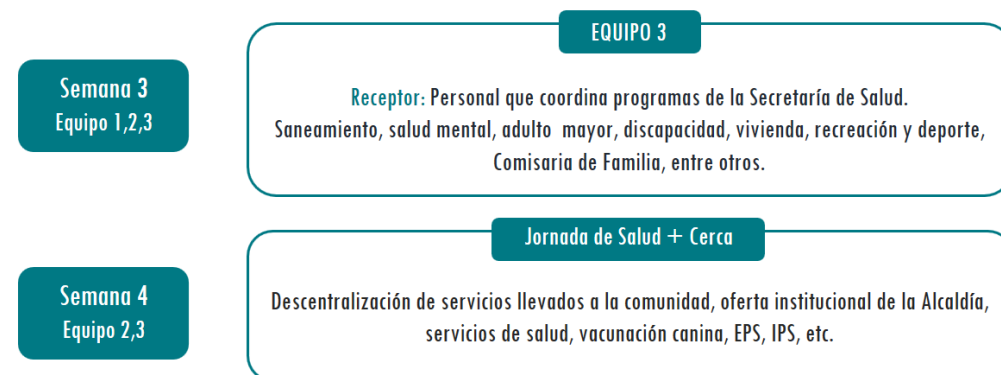 EQUIPO 3
Semana 3
Equipo 1,2,3
Receptor: Personal que coordina programas de la Secretaría de Salud.
Saneamiento, salud mental, adulto mayor, discapacidad, vivienda, recreación y deporte,
Comisaria de Familia, entre otros.
Jornada de Salud + Cerca
Semana 4
Equipo 2,3
Descentralización de servicios llevados a la comunidad, oferta institucional de la Alcaldía,
servicios de salud, vacunación canina, EPS, IPS, etc.